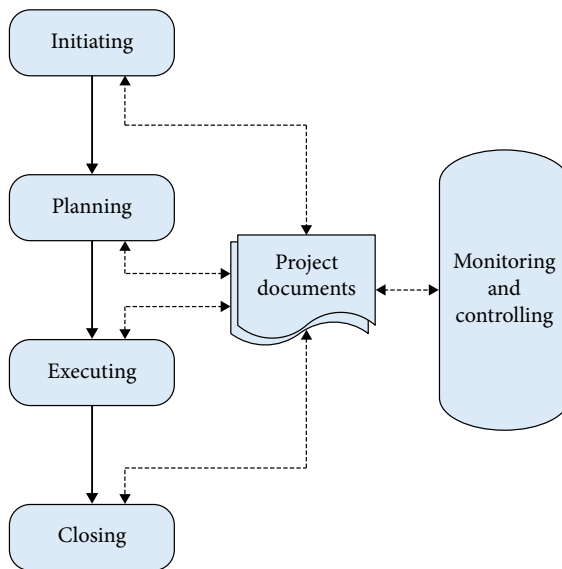 Initiating
Planning
Executing
Closing
Project
documents
Monitoring
and
controlling